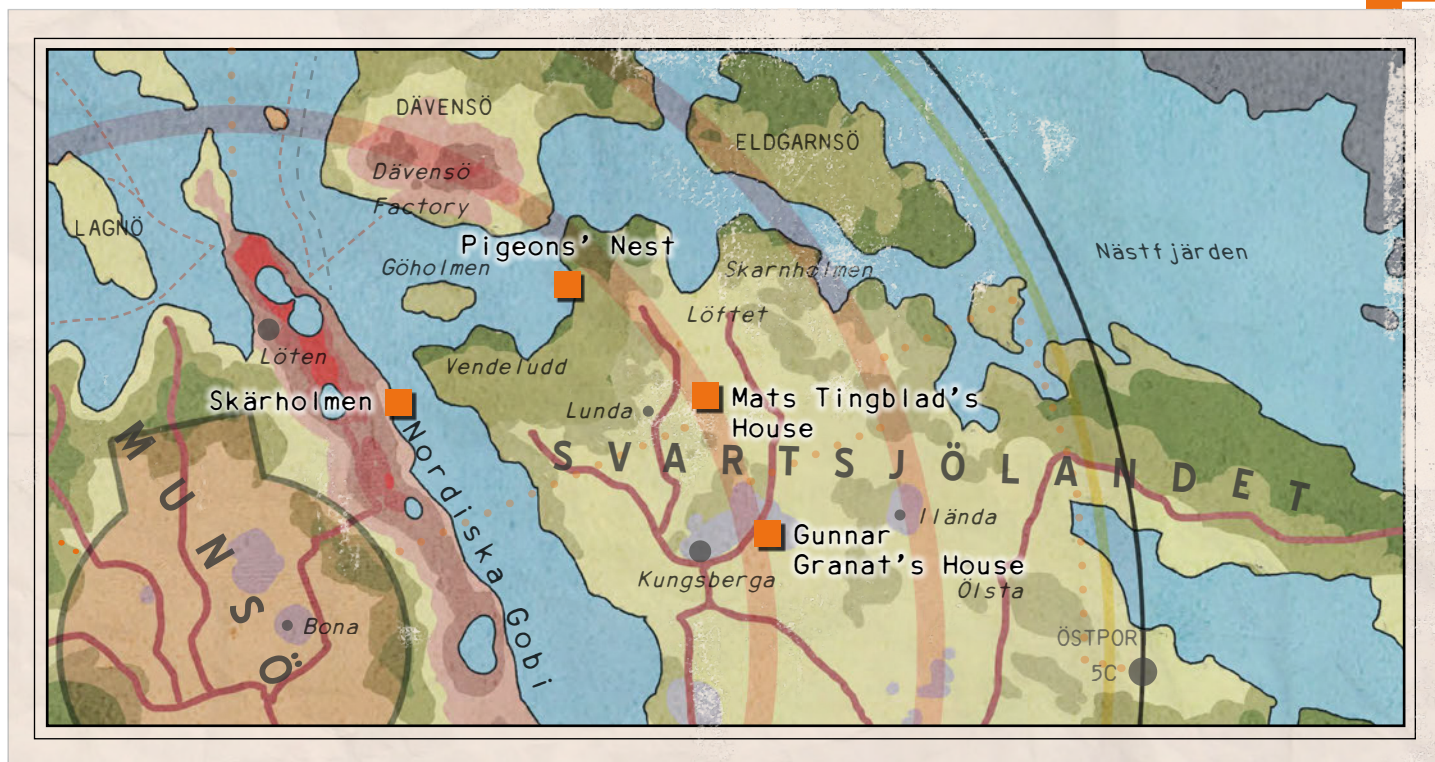 DÄVENSÖ
ELDGARNSÖ
Dävensö
Factory
LAGNÖ
Pigeons’ Nest
Nästfjärden
Göholmen
Skarnholmen
Löftet
Löten
Vendeludd
Skärholmen
Lunda
Mats Tingblad’s
House
SVARTSJÖLANDET
MUNSÖ
Nordiska Gobi
Ilända
Gunnar
Granat’s House
Kungsberga
Ölsta
Bona
ÖSTPOR
5C